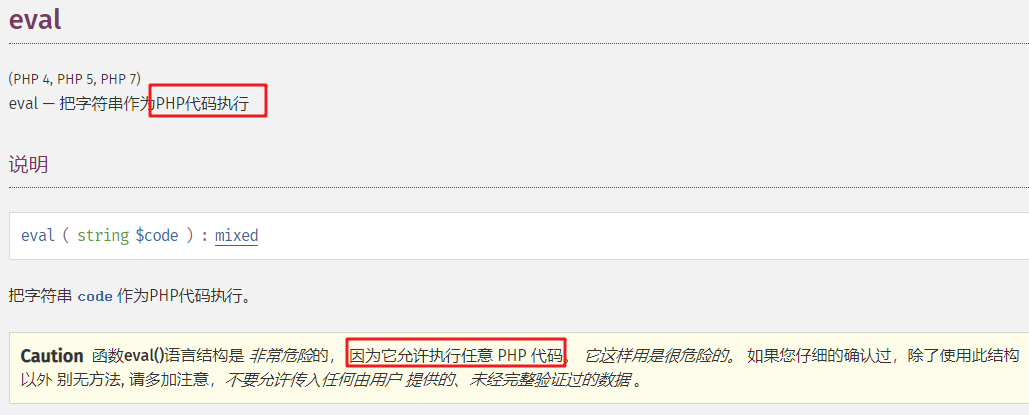 eval
(PHP 4, PHP 5, PHP 7)
eval — 把字符串作为PHP代码执行
说明
eval ( string $code ) : mixed
把字符串 code 作为PHP代码执行。
Caution 函数eval()语言结构是 非常危险的， 因为它允许执行任意 PHP 代码。 它这样用是很危险的。 如果您仔细的确认过，除了使用此结构
以外 别无方法, 请多加注意，不要允许传入任何由用户 提供的、未经完整验证过的数据 。